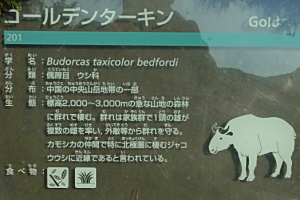 ゴールデンターキン
Golde
201
学名：Budorcas taxicolor bedfordi
分類：偶蹄目 ウシ科
分布：中国の中央山岳地帯の一部
生態：標高2,000～3,000mの急な山地の森林
に群れで棲む。群れは家族群で1頭の雄が
複数の雌を率い、外敵等から群を守る。
カモシカの仲間で特に北極圏に棲むジャコ
ウウシに近縁であると言われている。
食べ物：